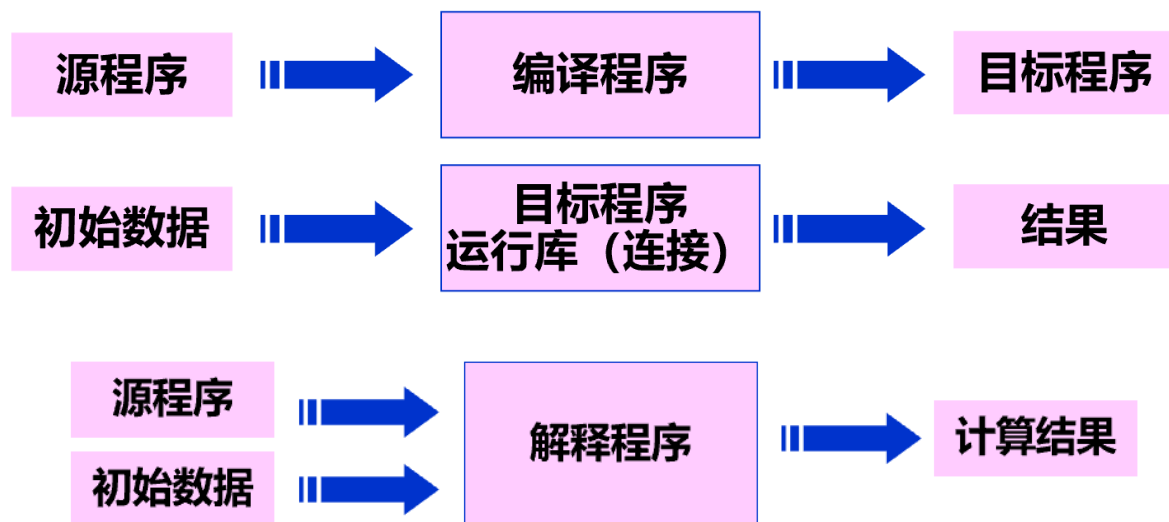 源程序
编译程序
目标程序
初始数据
目标程序
运行库（连接）
结果
源程序
初始数据
解释程序
计算结果